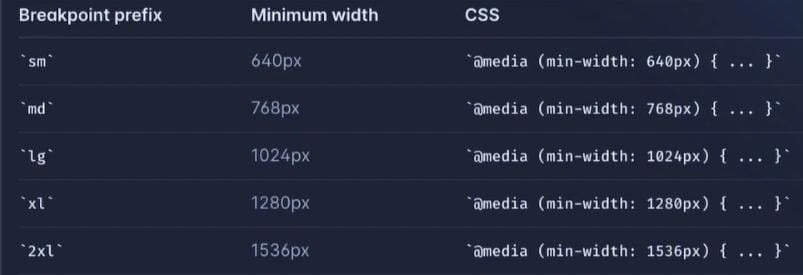 Breakpoint prefix Minimum width CSS
`sm` 640px `@media (min-width: 640px) { ... }`
`md` 768px `@media (min-width: 768px) { ... }`
`lg` 1024px `@media (min-width: 1024px) { ... }`
`xl` 1280px `@media (min-width: 1280px) { ... }`
`2xl` 1536px `@media (min-width: 1536px) { ... }`